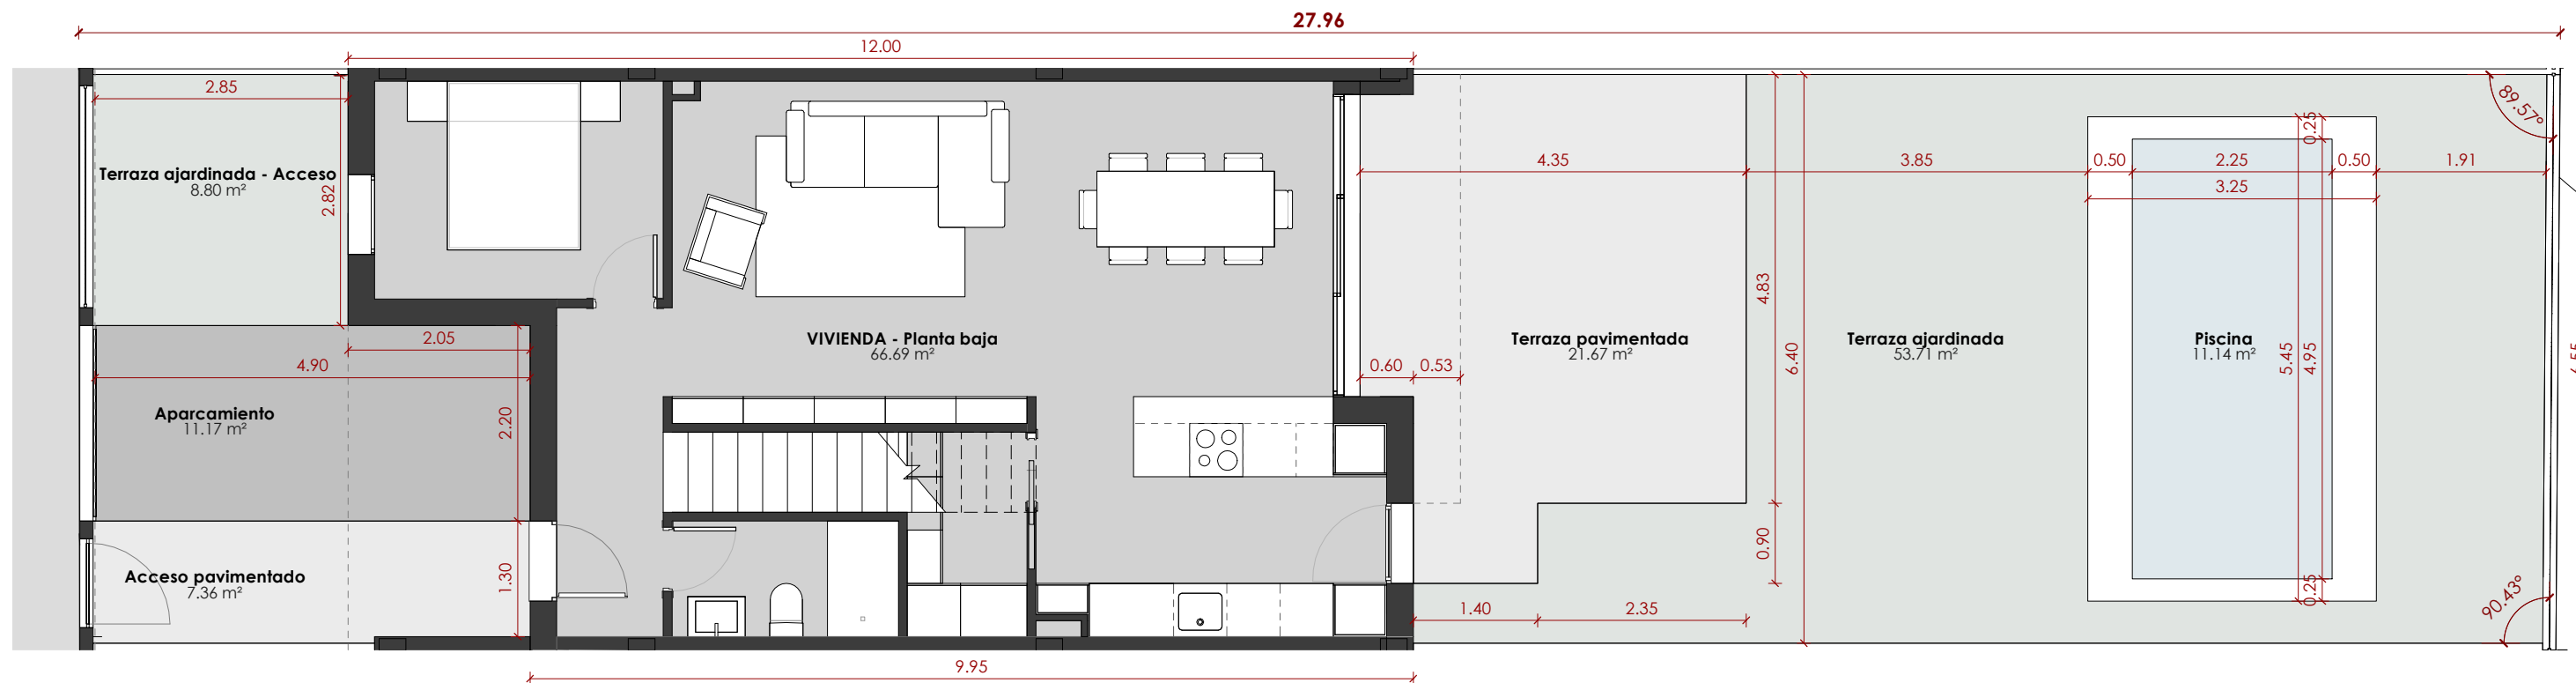 27.96
12.00
2.85
89.57°
0.25
4.35
3.85
0.50
2.25
0.50
1.91
3.25
Terraza ajardinada - Acceso
8.80 m²
2.82
4.83
6.40
VIVIENDA - Planta baja
66.69 m²
Terraza pavimentada
21.67 m²
Terraza ajardinada
53.71 m²
Piscina
11.14 m²
5.45
4.95
2.05
4.90
0.60
0.53
Aparcamiento
11.17 m²
2.20
0.90
Acceso pavimentado
7.36 m²
1.30
1.40
2.35
0.25
90.43°
9.95